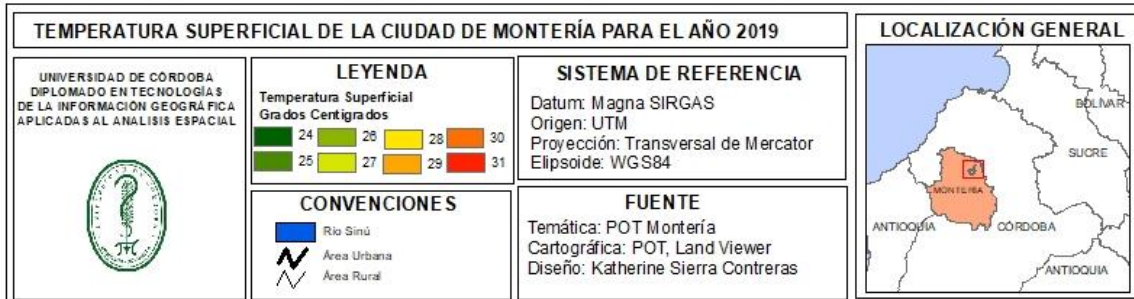 TEMPERATURA SUPERFICIAL DE LA CIUDAD DE MONTERÍA PARA EL AÑO 2019
UNIVERSIDAD DE CÓRDOBA
DIPLOMADO EN TECNOLOGÍAS
DE LA INFORMACIÓN GEOGRÁFICA
APLICADAS AL ANALISIS ESPACIAL
LEYENDA
Temperatura Superficial
Grados Centigrados
24 26 28 30
25 27 29 31
CONVENCIONES
Río Sinú
Área Urbana
Área Rural
SISTEMA DE REFERENCIA
Datum: Magna SIRGAS
Origen: UTM
Proyección: Transversal de Mercator
Elipsoide: WGS84
FUENTE
Temática: POT Montería
Cartográfica: POT, Land Viewer
Diseño: Katherine Sierra Contreras
LOCALIZACIÓN GENERAL
BOLÍVAR
SUCRE
MONTERÍA
ANTIOQUIA
CÓRDOBA
ANTIOQUIA